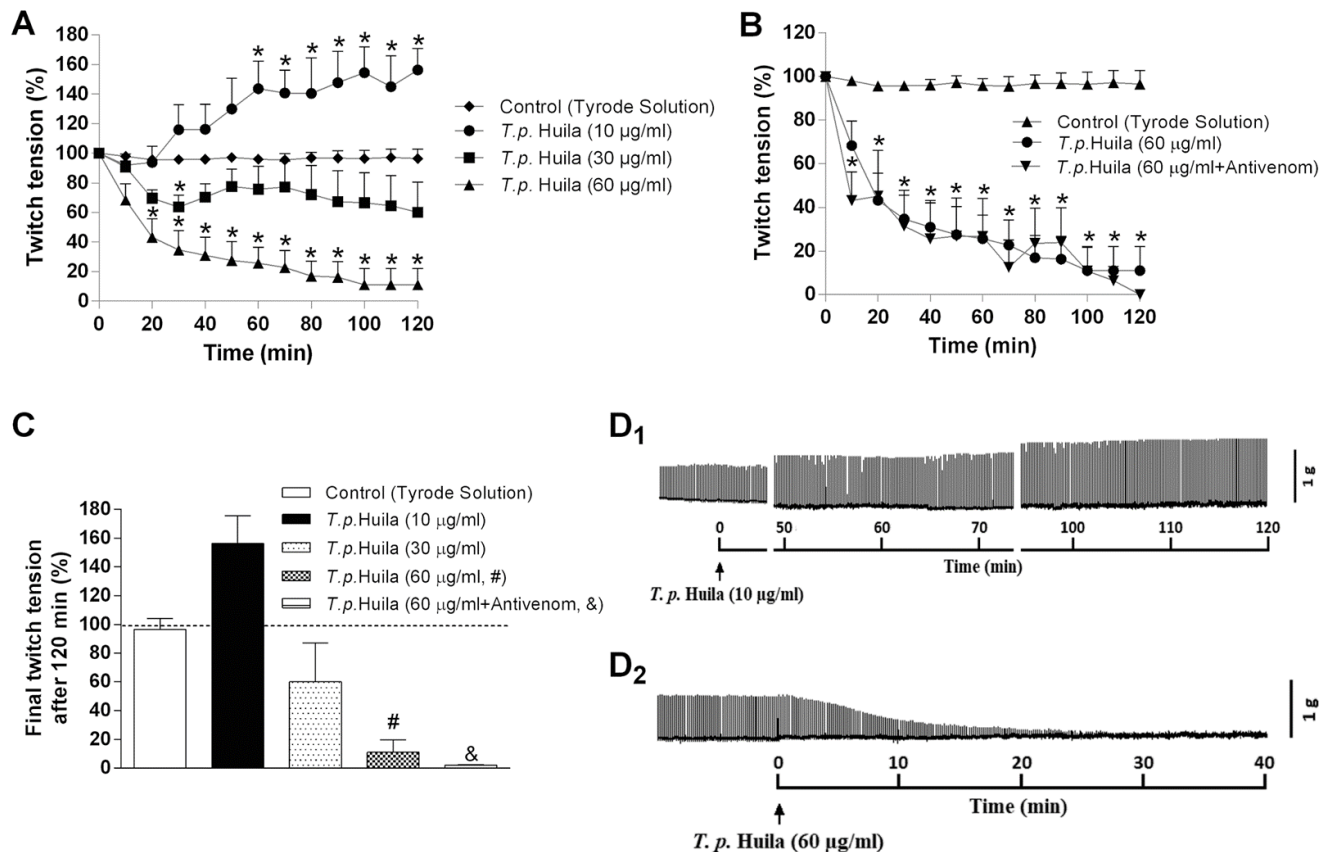 A
Twitch tension (%)
180
160
140
120
100
80
60
40
20
0
* * * * * * *
*
* * * * * * * * * * *
0 20 40 60 80 100 120
Time (min)
Control (Tyrode Solution)
T.p. Huila (10 µg/ml)
T.p. Huila (30 µg/ml)
T.p. Huila (60 µg/ml)
B
Twitch tension (%)
120
100
80
60
40
20
0
* * * * * * * * * * * *
0 20 40 60 80 100 120
Time (min)
Control (Tyrode Solution)
T.p.Huila (60 µg/ml)
T.p.Huila (60 µg/ml+Antivenom)
C
Final twitch tension
after 120 min (%)
180
160
140
120
100
80
60
40
20
0
Control (Tyrode Solution)
T.p.Huila (10 µg/ml)
T.p.Huila (30 µg/ml)
T.p.Huila (60 µg/ml, #)
T.p.Huila (60 µg/ml+Antivenom, &)
#
&
D1
1 g
0 50 60 70 100 110 120
Time (min)
T. p. Huila (10 µg/ml)
D2
1 g
0 10 20 30 40
Time (min)
T. p. Huila (60 µg/ml)